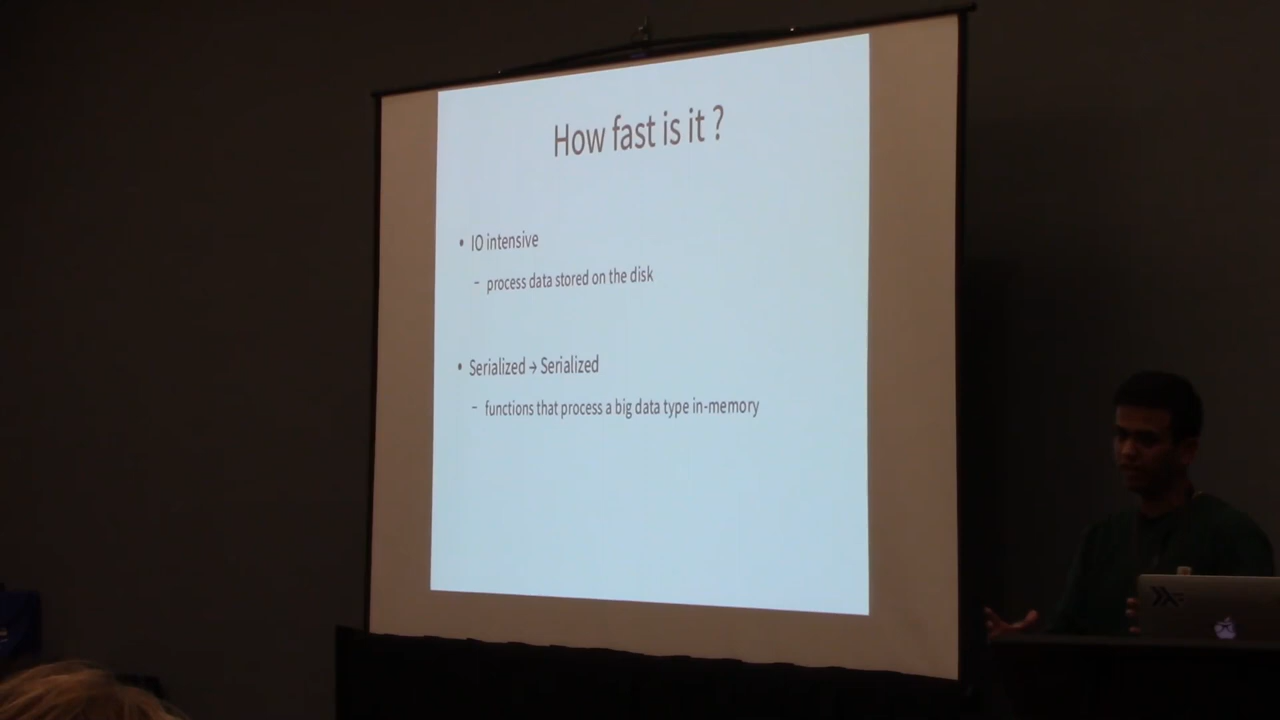 How fast is it ?
• IO intensive
– process data stored on the disk
• Serialized → Serialized
– functions that process a big data type in-memory